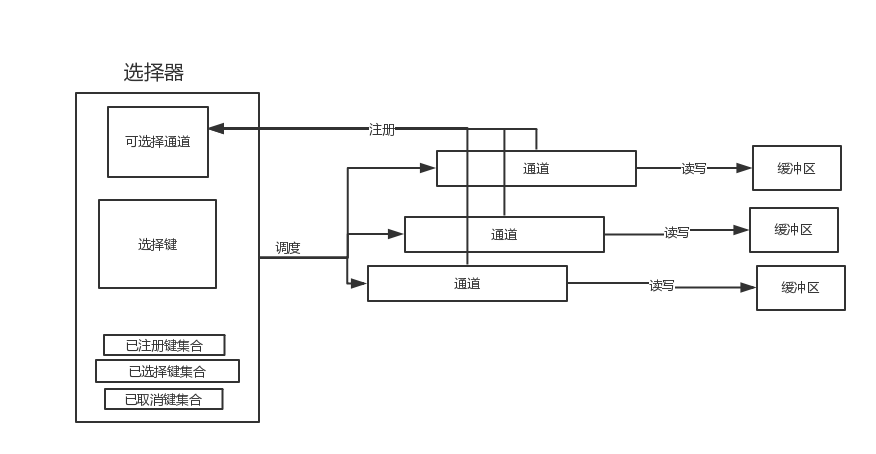 选择器
可选择通道
注册
通道
读写
缓冲区
选择键
调度
通道
读写
缓冲区
通道
读写
缓冲区
已注册键集合
已选择键集合
已取消键集合